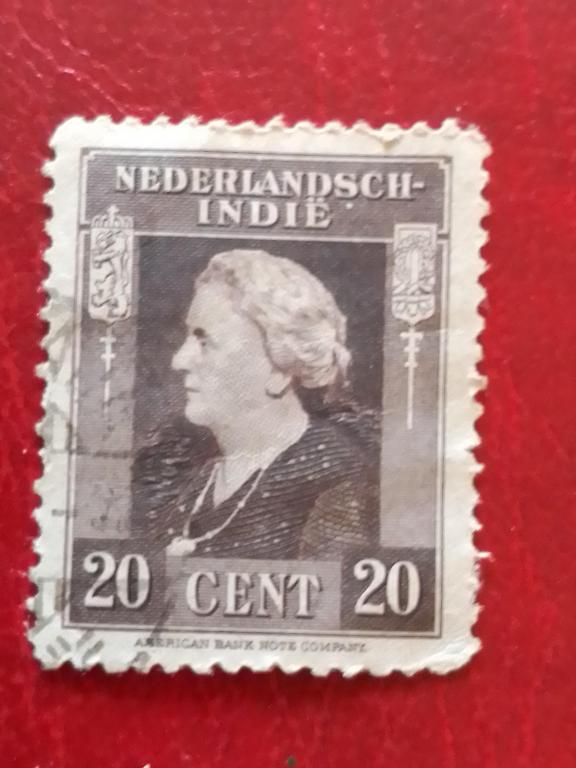 NEDERLANDSCH-
INDIË
20 CENT 20
AMERICAN BANK NOTE COMPANY.